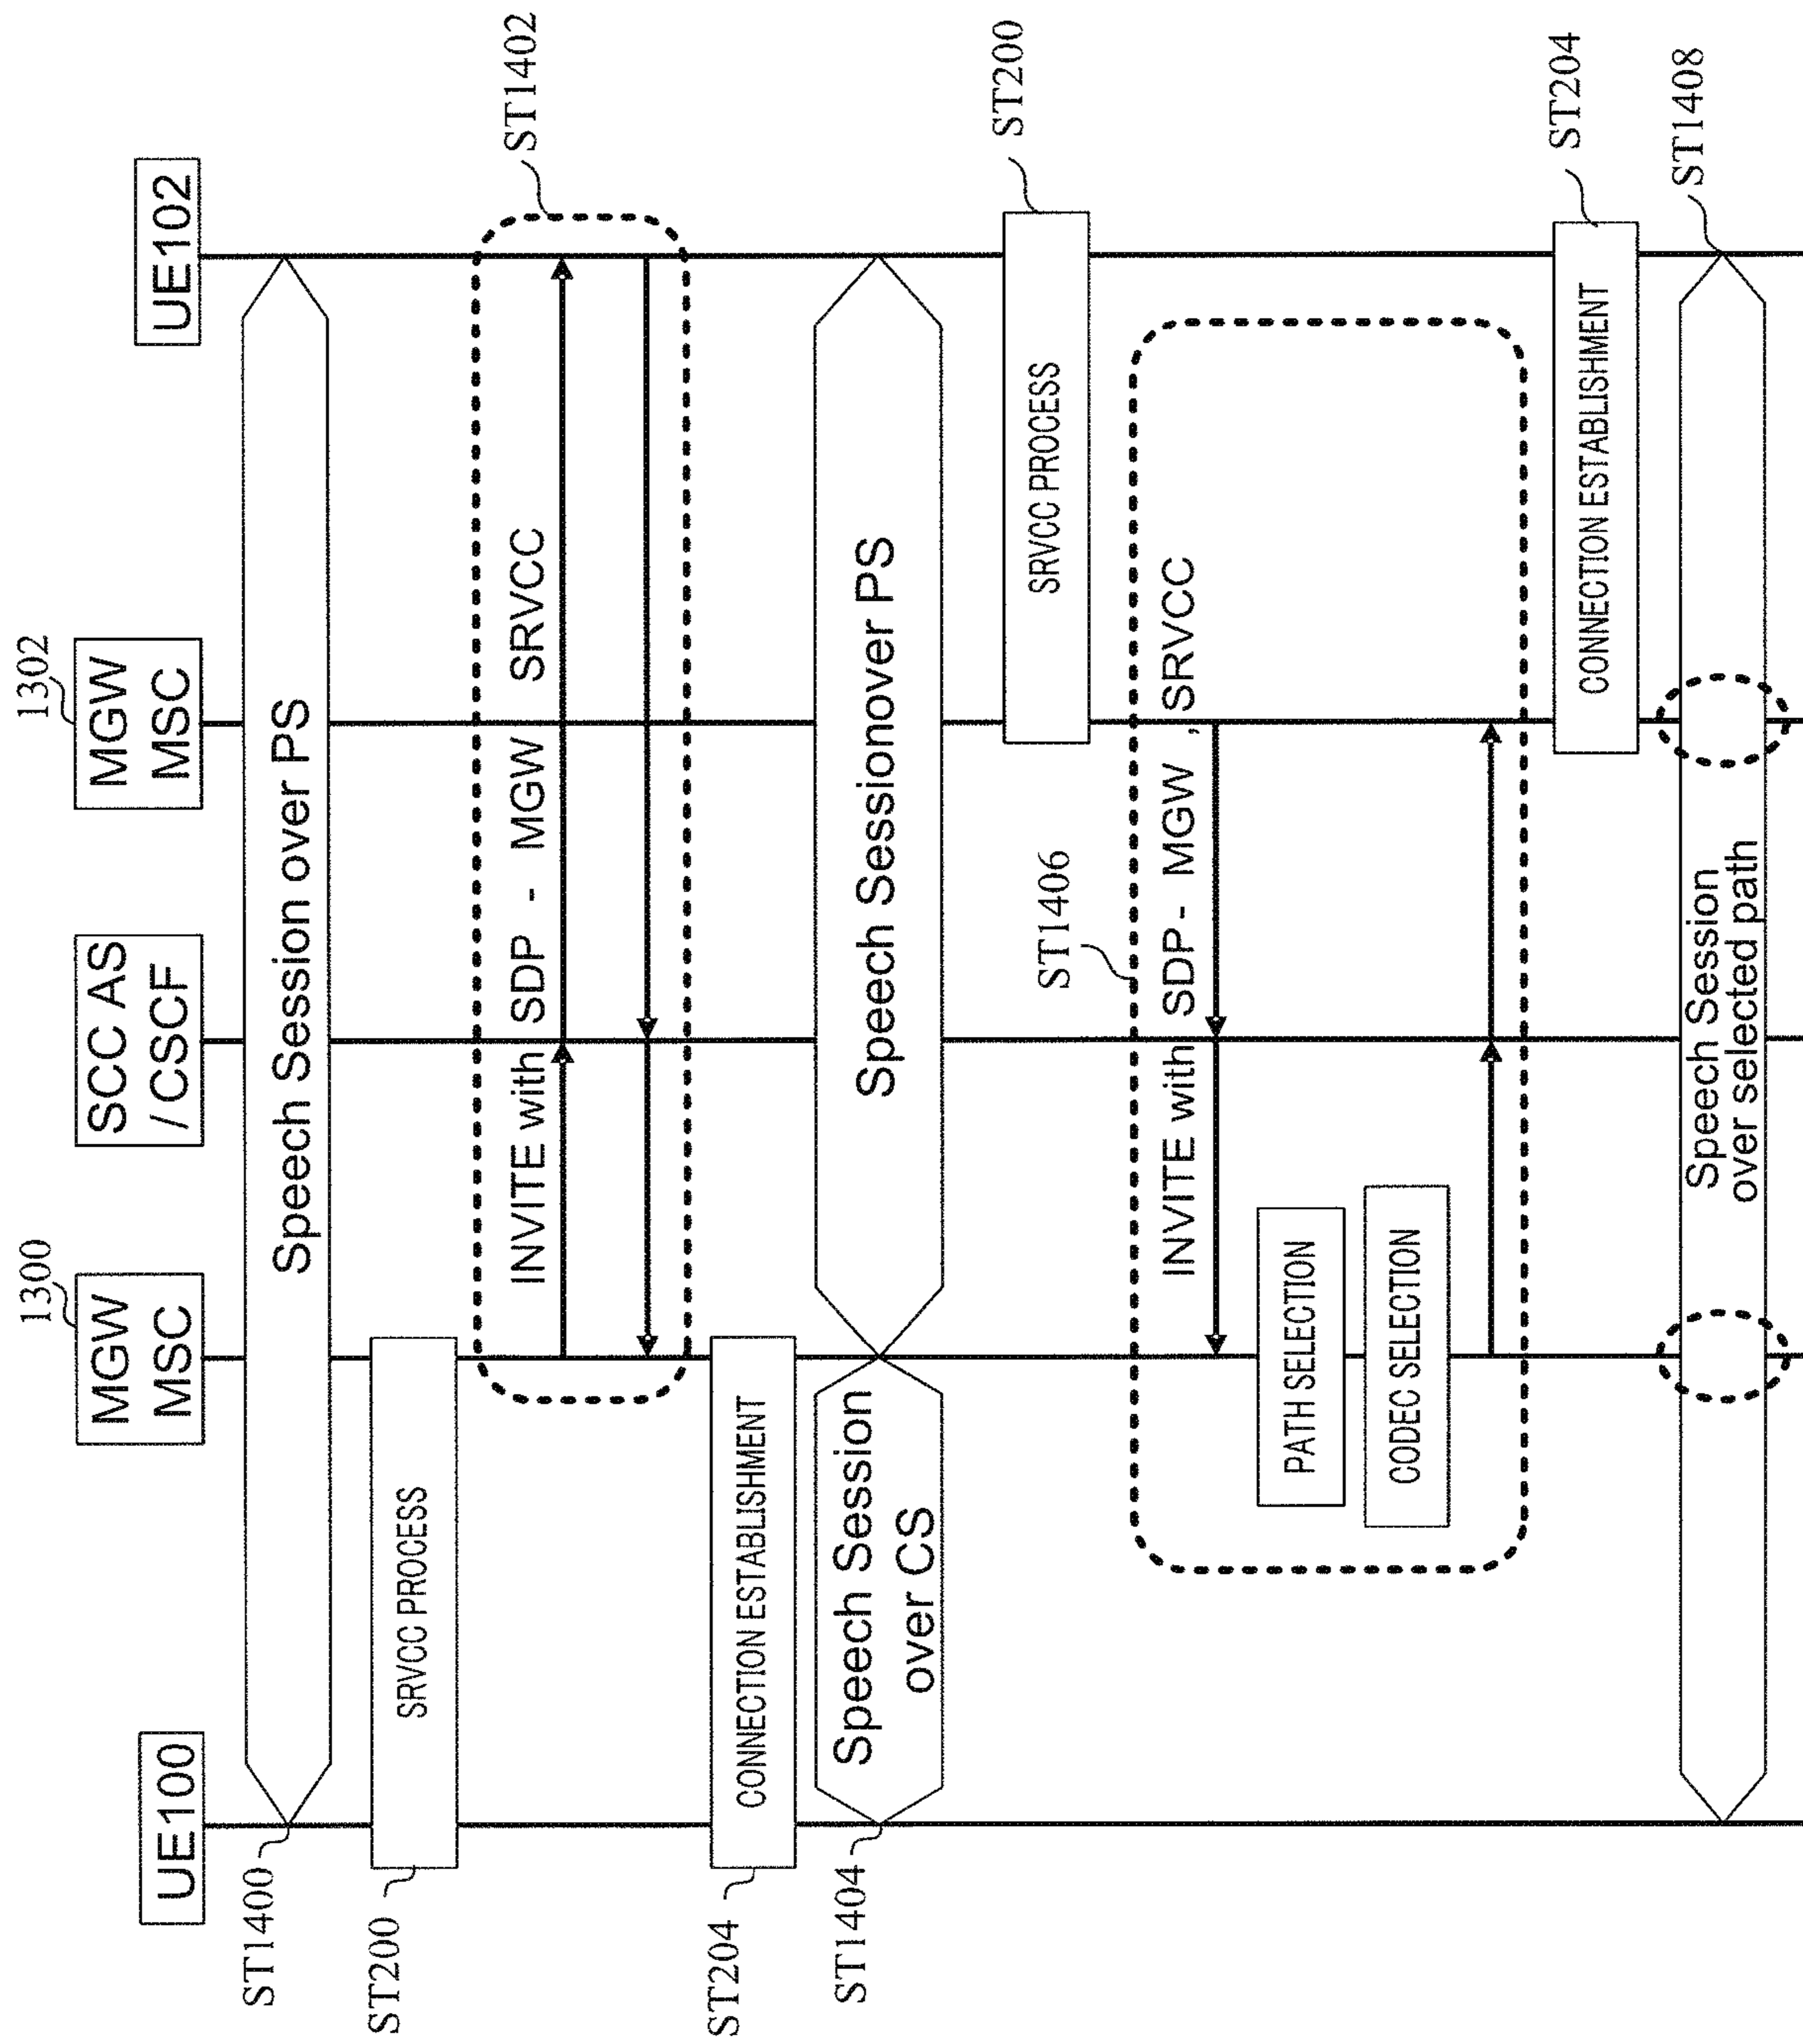 UE100
1300
MGW
MSC
SCC AS
/ CSCF
1302
MGW
MSC
UE102
ST1400
Speech Session over PS
ST200
SRVCC PROCESS
INVITE with SDP - MGW SRVCC
ST1402
ST204
CONNECTION ESTABLISHMENT
ST1404
Speech Session
over CS
Speech Sessionover PS
SRVCC PROCESS
ST200
ST1406
INVITE with SDP - MGW ,SRVCC
PATH SELECTION
CODEC SELECTION
CONNECTION ESTABLISHMENT
ST204
Speech Session
over selected path
ST1408